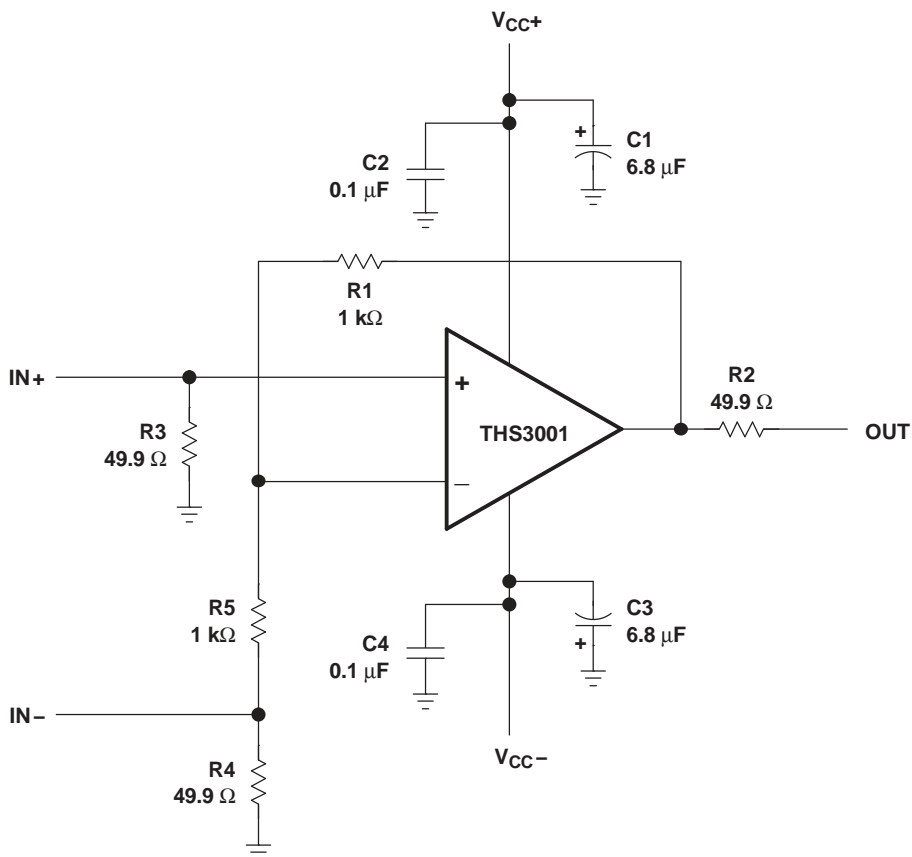 VCC+
C1
6.8 μF
C2
0.1 μF
+
R1
1 kΩ
IN+
R3
49.9 Ω
+
THS3001
−
R2
49.9 Ω
OUT
R5
1 kΩ
C4
0.1 μF
C3
6.8 μF
+
IN−
VCC−
R4
49.9 Ω